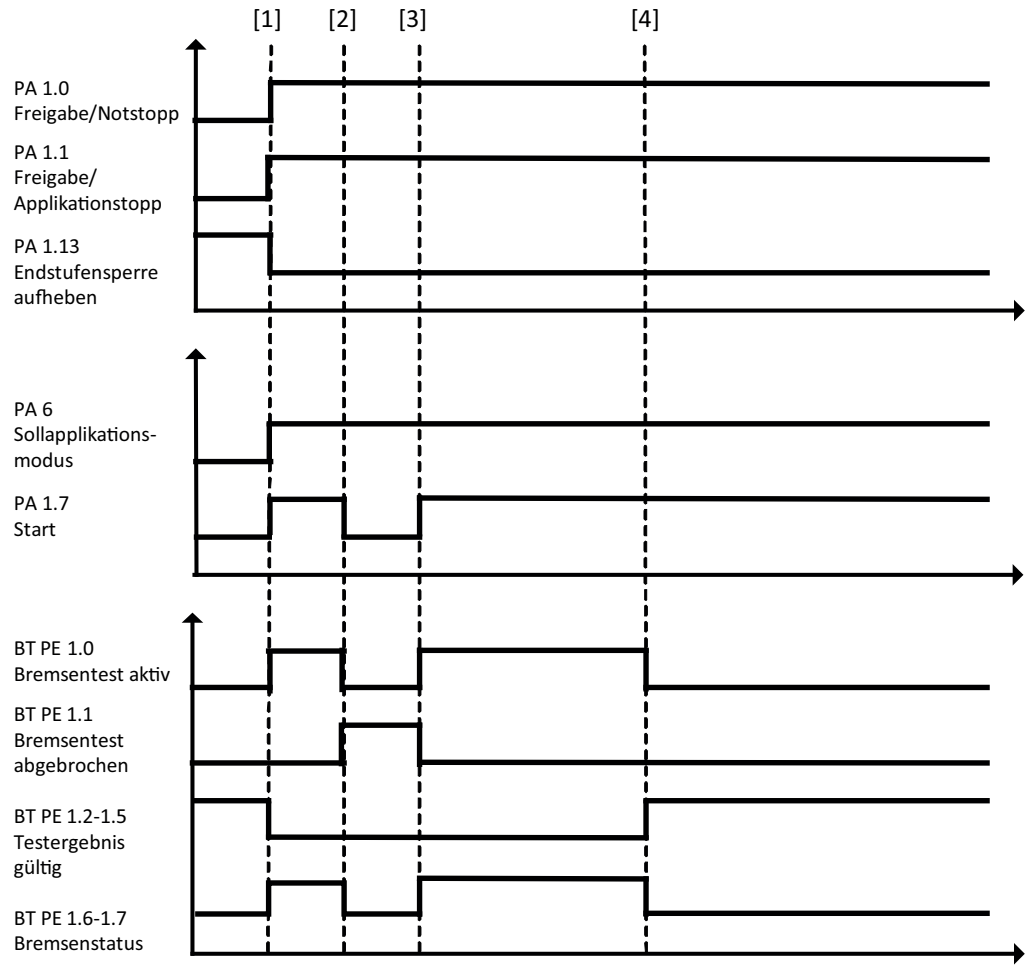 [1] [2] [3] [4]
PA 1.0
Freigabe/Notstopp
PA 1.1
Freigabe/
Applikationstopp
PA 1.13
Endstufensperre
aufheben
PA 6
Sollapplikations-
modus
PA 1.7
Start
BT PE 1.0
Bremsentest aktiv
BT PE 1.1
Bremsentest
abgebrochen
BT PE 1.2-1.5
Testergebnis
gültig
BT PE 1.6-1.7
Bremsenstatus